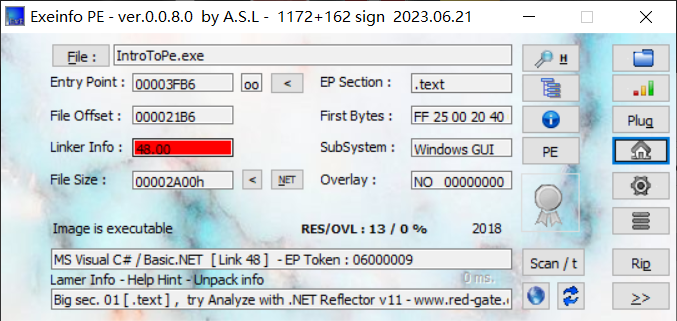 Exeinfo PE - ver.0.0.8.0 by A.S.L - 1172+162 sign 2023.06.21
File : IntroToPe.exe H
Entry Point : 00003FB6 oo < EP Section : .text
File Offset : 000021B6 First Bytes : FF 25 00 20 40 Plug
Linker Info : 48.00 SubSystem : Windows GUI PE
File Size : 00002A00h < NET Overlay : NO 00000000
Image is executable RES/OVL : 13 / 0 % 2018
MS Visual C# / Basic.NET [ Link 48 ] - EP Token : 06000009 Scan / t Rip
Lamer Info - Help Hint - Unpack info 0 ms.
Big sec. 01 [ .text ] , try Analyze with .NET Reflector v11 - www.red-gate.c >>